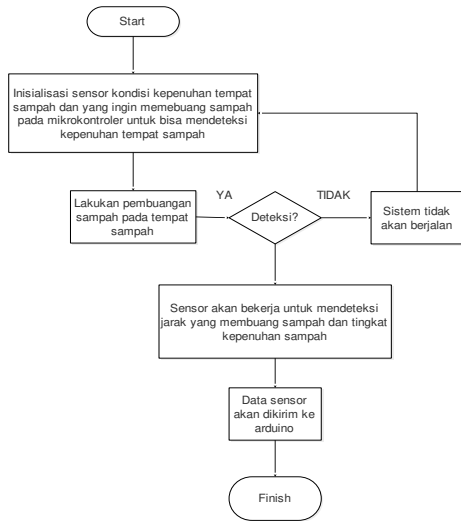 Start
Inisialisasi sensor kondisi kepenuhan tempat
sampah dan yang ingin memebuang sampah
pada mikrokontroler untuk bisa mendeteksi
kepenuhan tempat sampah
Lakukan pembuangan
sampah pada tempat
sampah
YA
Deteksi?
TIDAK
Sistem tidak
akan berjalan
Sensor akan bekerja untuk mendeteksi
jarak yang membuang sampah dan tingkat
kepenuhan sampah
Data sensor
akan dikirim ke
arduino
Finish